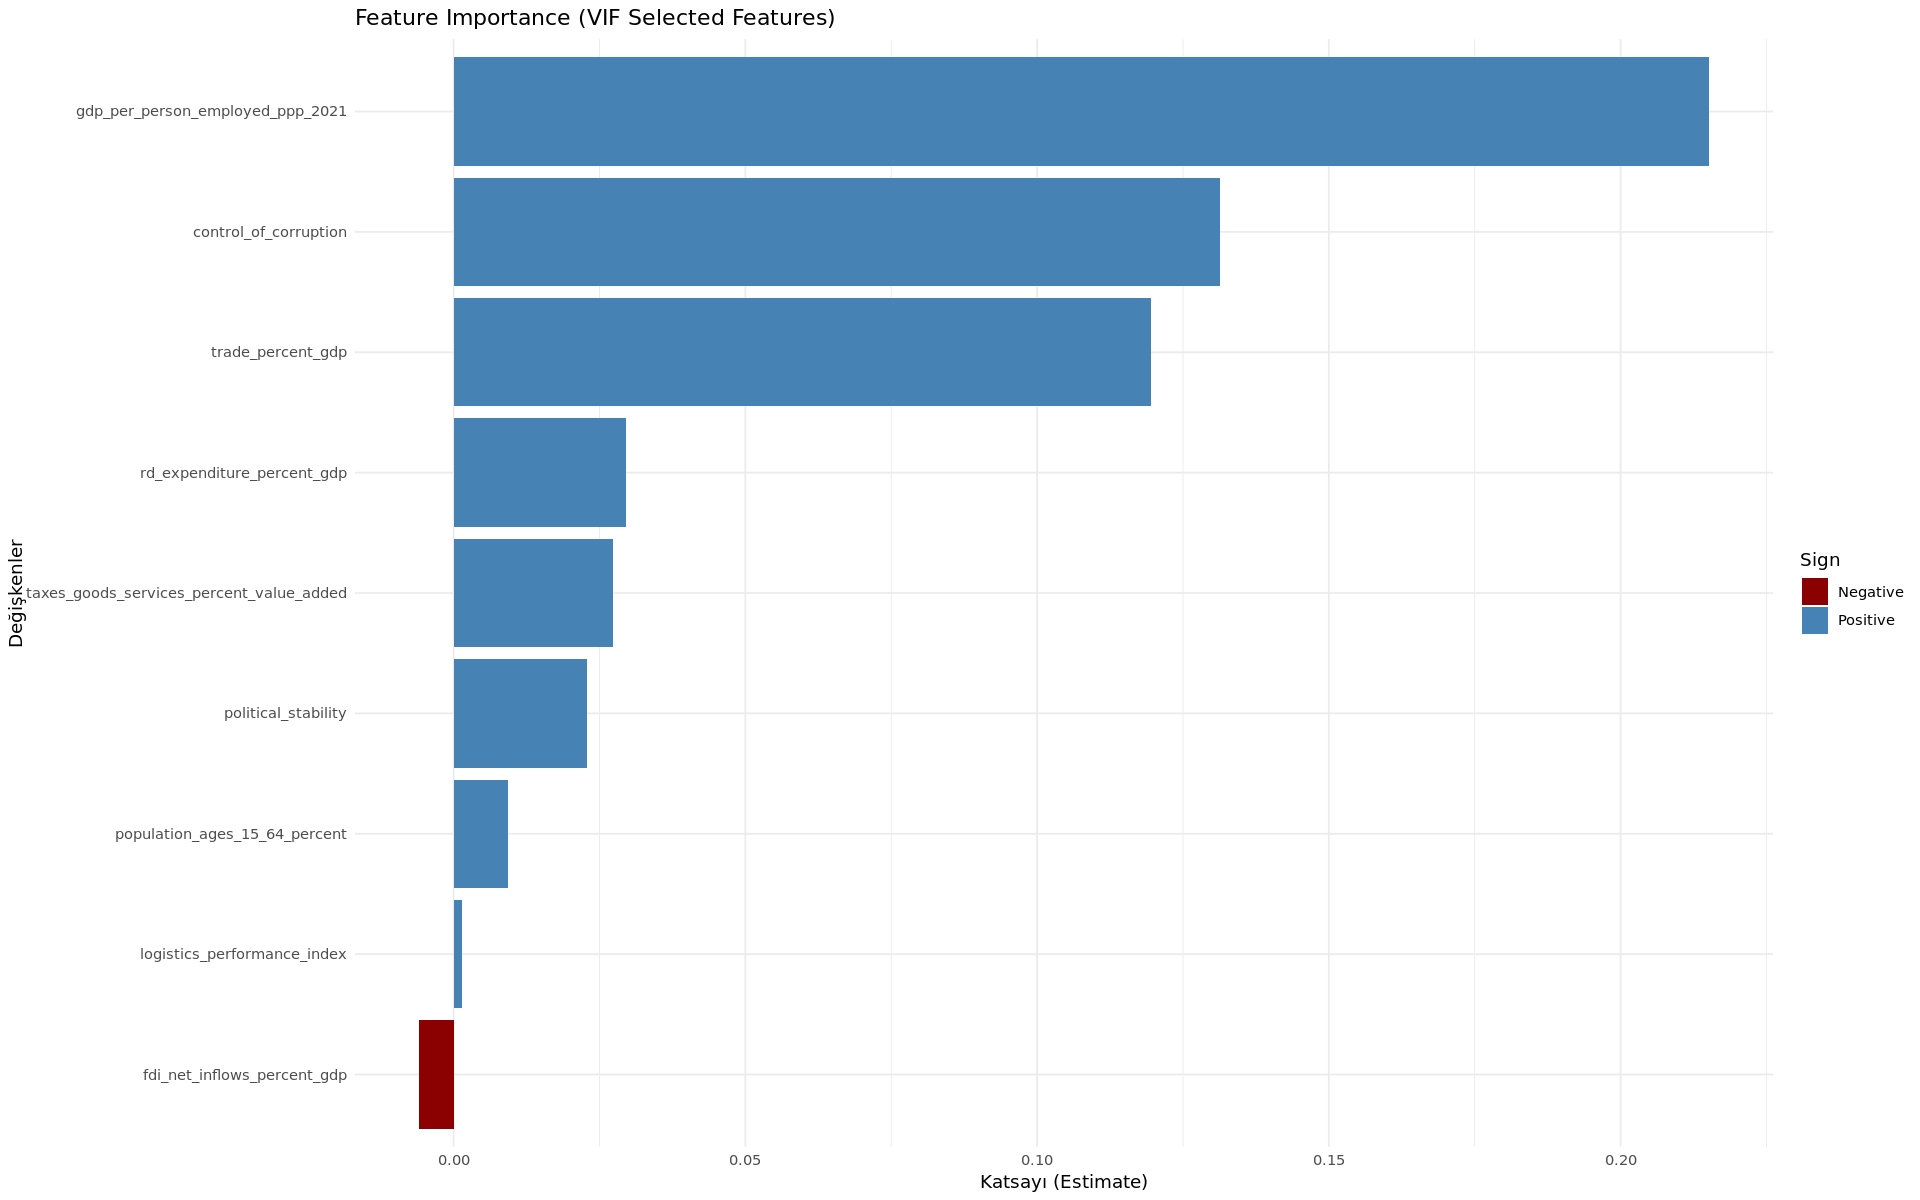 Feature Importance (VIF Selected Features)
Değişkenler
gdp_per_person_employed_ppp_2021
control_of_corruption
trade_percent_gdp
rd_expenditure_percent_gdp
taxes_goods_services_percent_value_added
political_stability
population_ages_15_64_percent
logistics_performance_index
fdi_net_inflows_percent_gdp
0.00 0.05 0.10 0.15 0.20
Katsayı (Estimate)
Sign
Negative
Positive